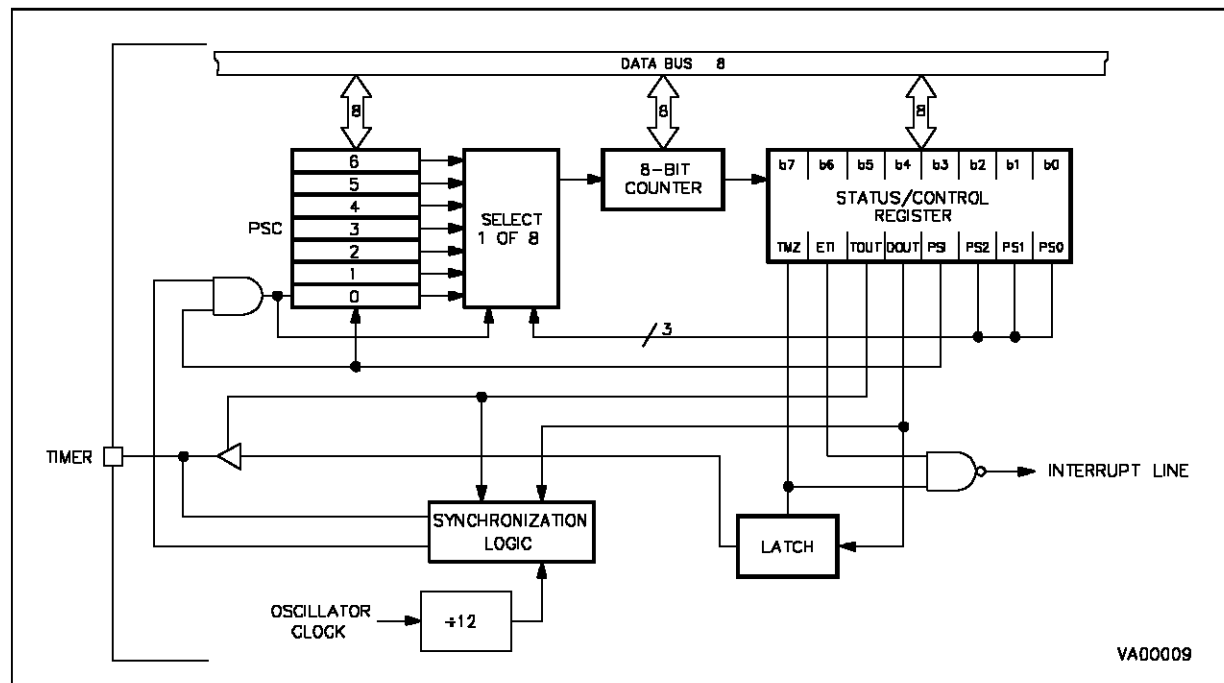 DATA BUS 8
8 8 8
6
5
4
3
2
1
0
PSC
SELECT
1 OF 8
8-BIT
COUNTER
b7 b6 b5 b4 b3 b2 b1 b0
STATUS/CONTROL
REGISTER
TMZ ETI TOUT DOUT PSI PS2 PS1 PS0
3
TIMER
SYNCHRONIZATION
LOGIC
LATCH
INTERRUPT LINE
OSCILLATOR
CLOCK
÷12
VA00009